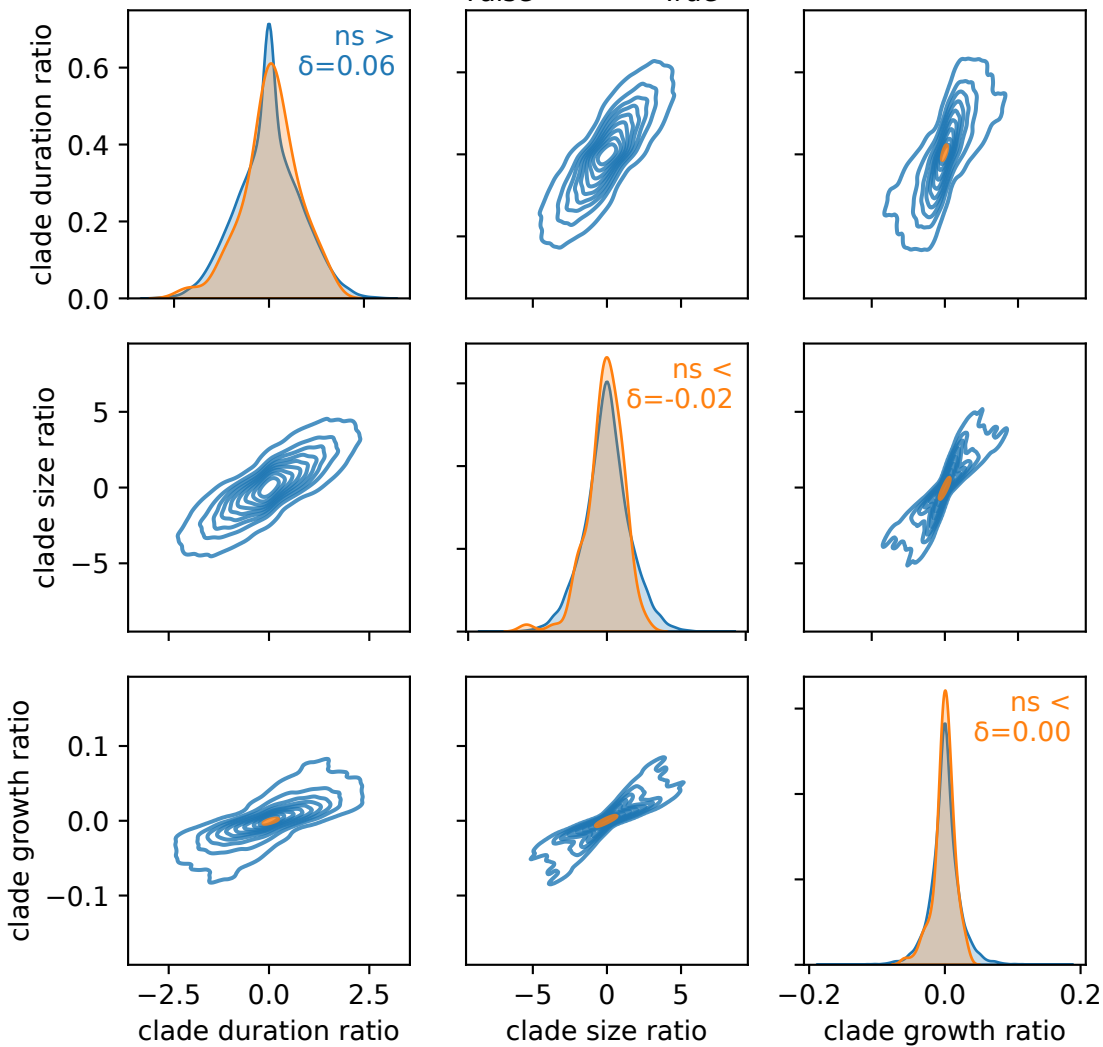 ns >
δ=0.06
clade duration ratio
0.6
0.4
0.2
0.0
−5
0
5
ns <
δ=-0.02
clade size ratio
5
0
−5
ns <
δ=0.00
clade growth ratio
0.1
0.0
−0.1
−2.5
0.0
2.5
−5
0
5
−0.2
0.0
0.2
clade duration ratio
clade size ratio
clade growth ratio